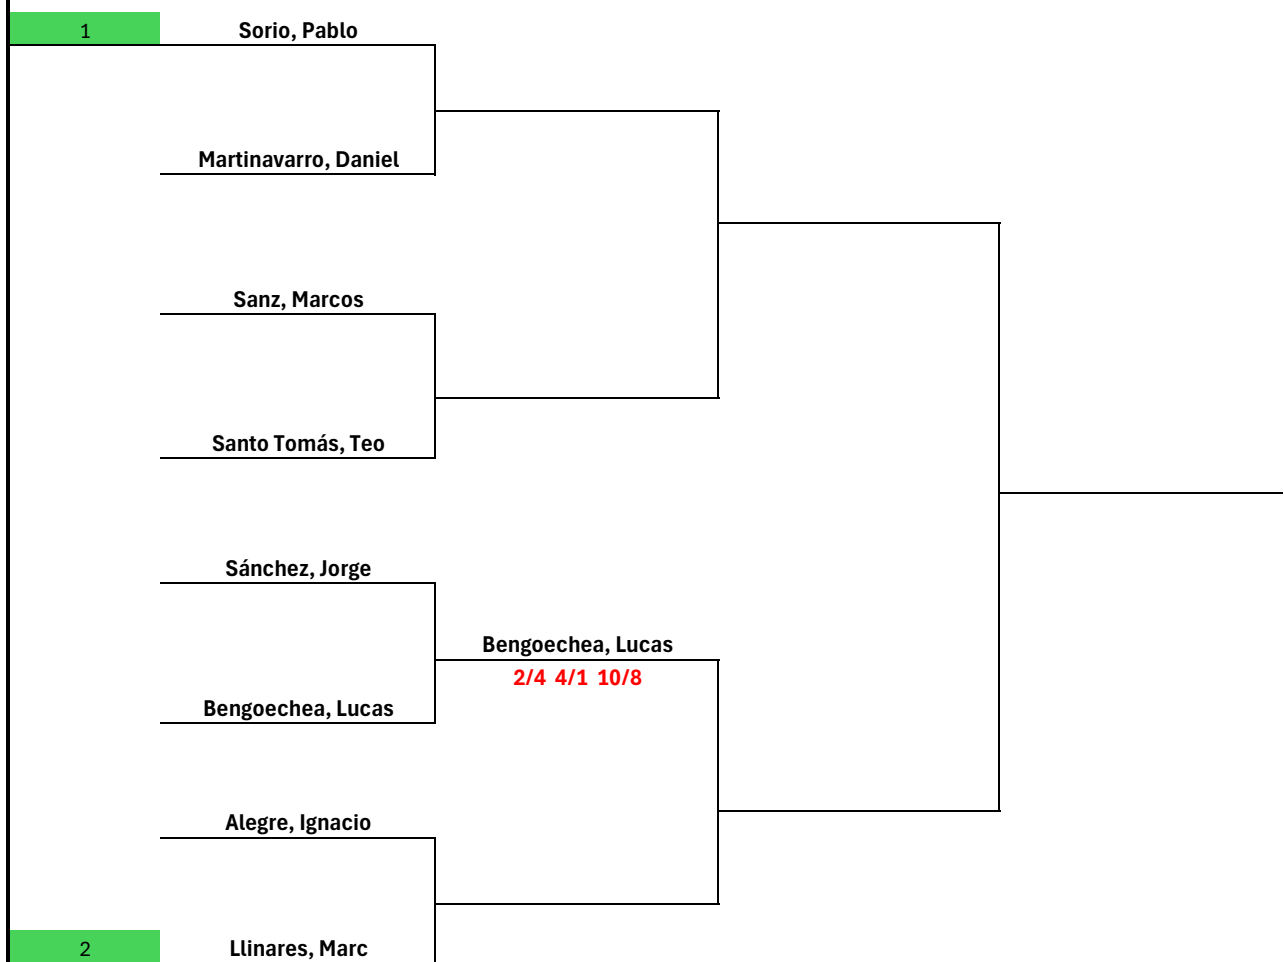 1 Sorio, Pablo
Martinavarro, Daniel
Sanz, Marcos
Santo Tomás, Teo
Sánchez, Jorge
Bengoechea, Lucas
2/4 4/1 10/8
Bengoechea, Lucas
Alegre, Ignacio
2 Llinares, Marc